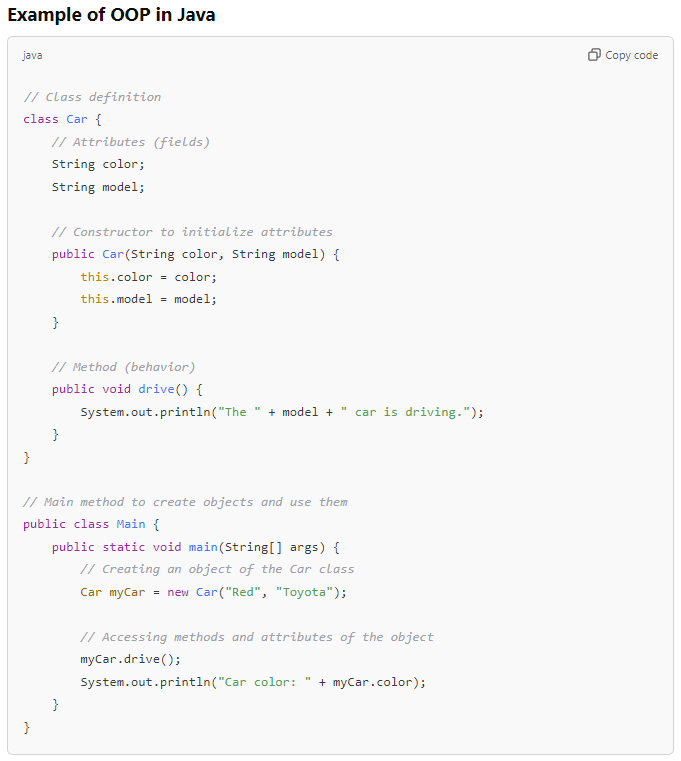 Example of OOP in Java
java
Copy code
// Class definition
class Car {
    // Attributes (fields)
    String color;
    String model;

    // Constructor to initialize attributes
    public Car(String color, String model) {
        this.color = color;
        this.model = model;
    }

    // Method (behavior)
    public void drive() {
        System.out.println("The " + model + " car is driving.");
    }
}

// Main method to create objects and use them
public class Main {
    public static void main(String[] args) {
        // Creating an object of the Car class
        Car myCar = new Car("Red", "Toyota");

        // Accessing methods and attributes of the object
        myCar.drive();
        System.out.println("Car color: " + myCar.color);
    }
}